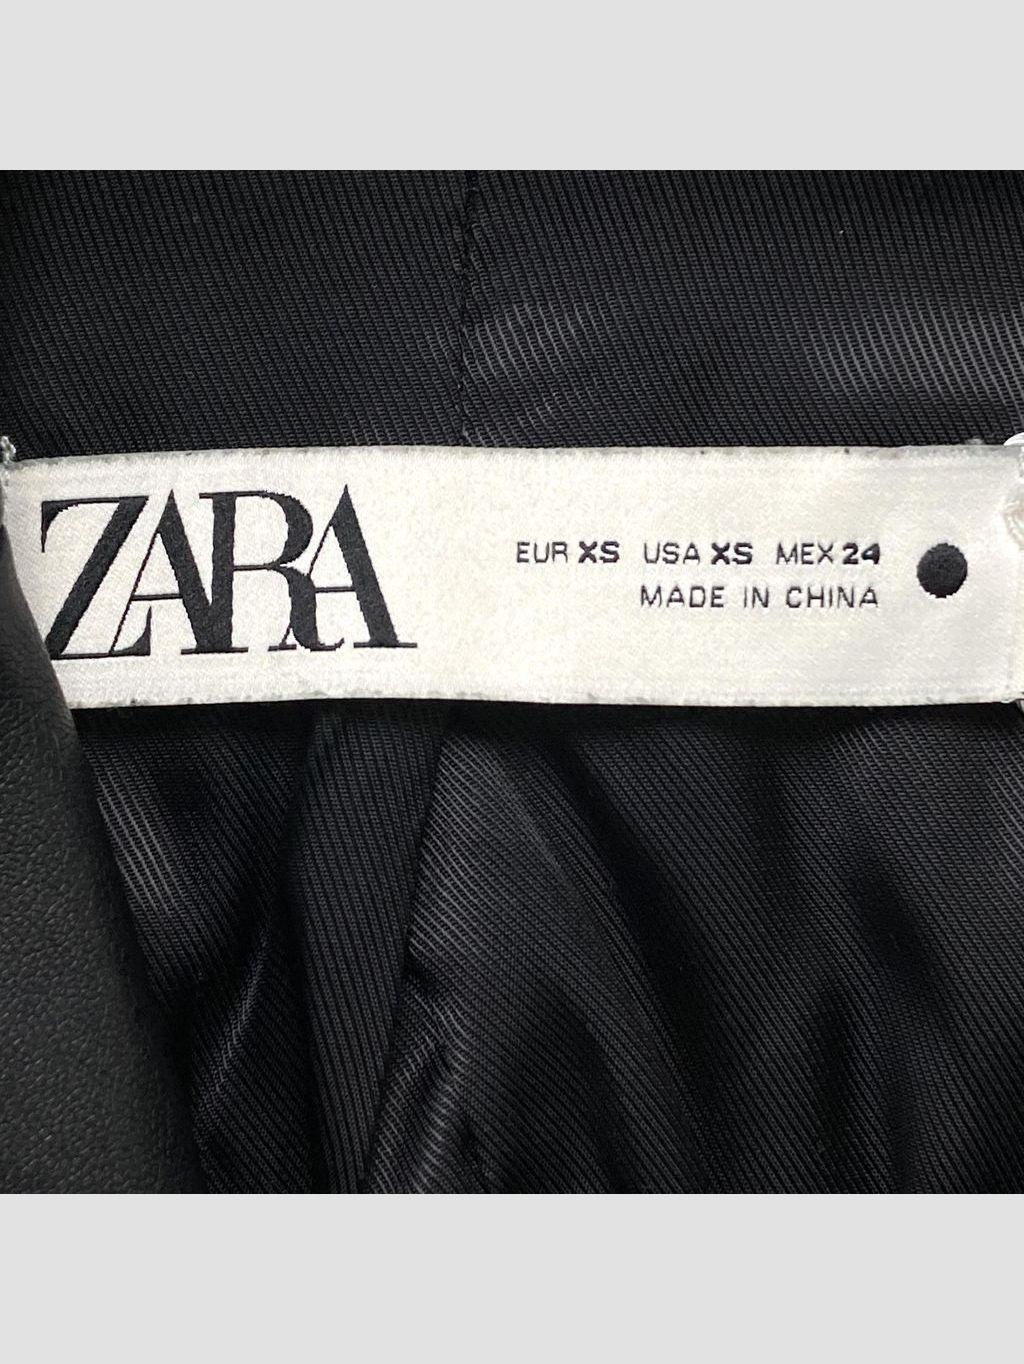 ZARA
EUR XS USA XS MEX 24
MADE IN CHINA